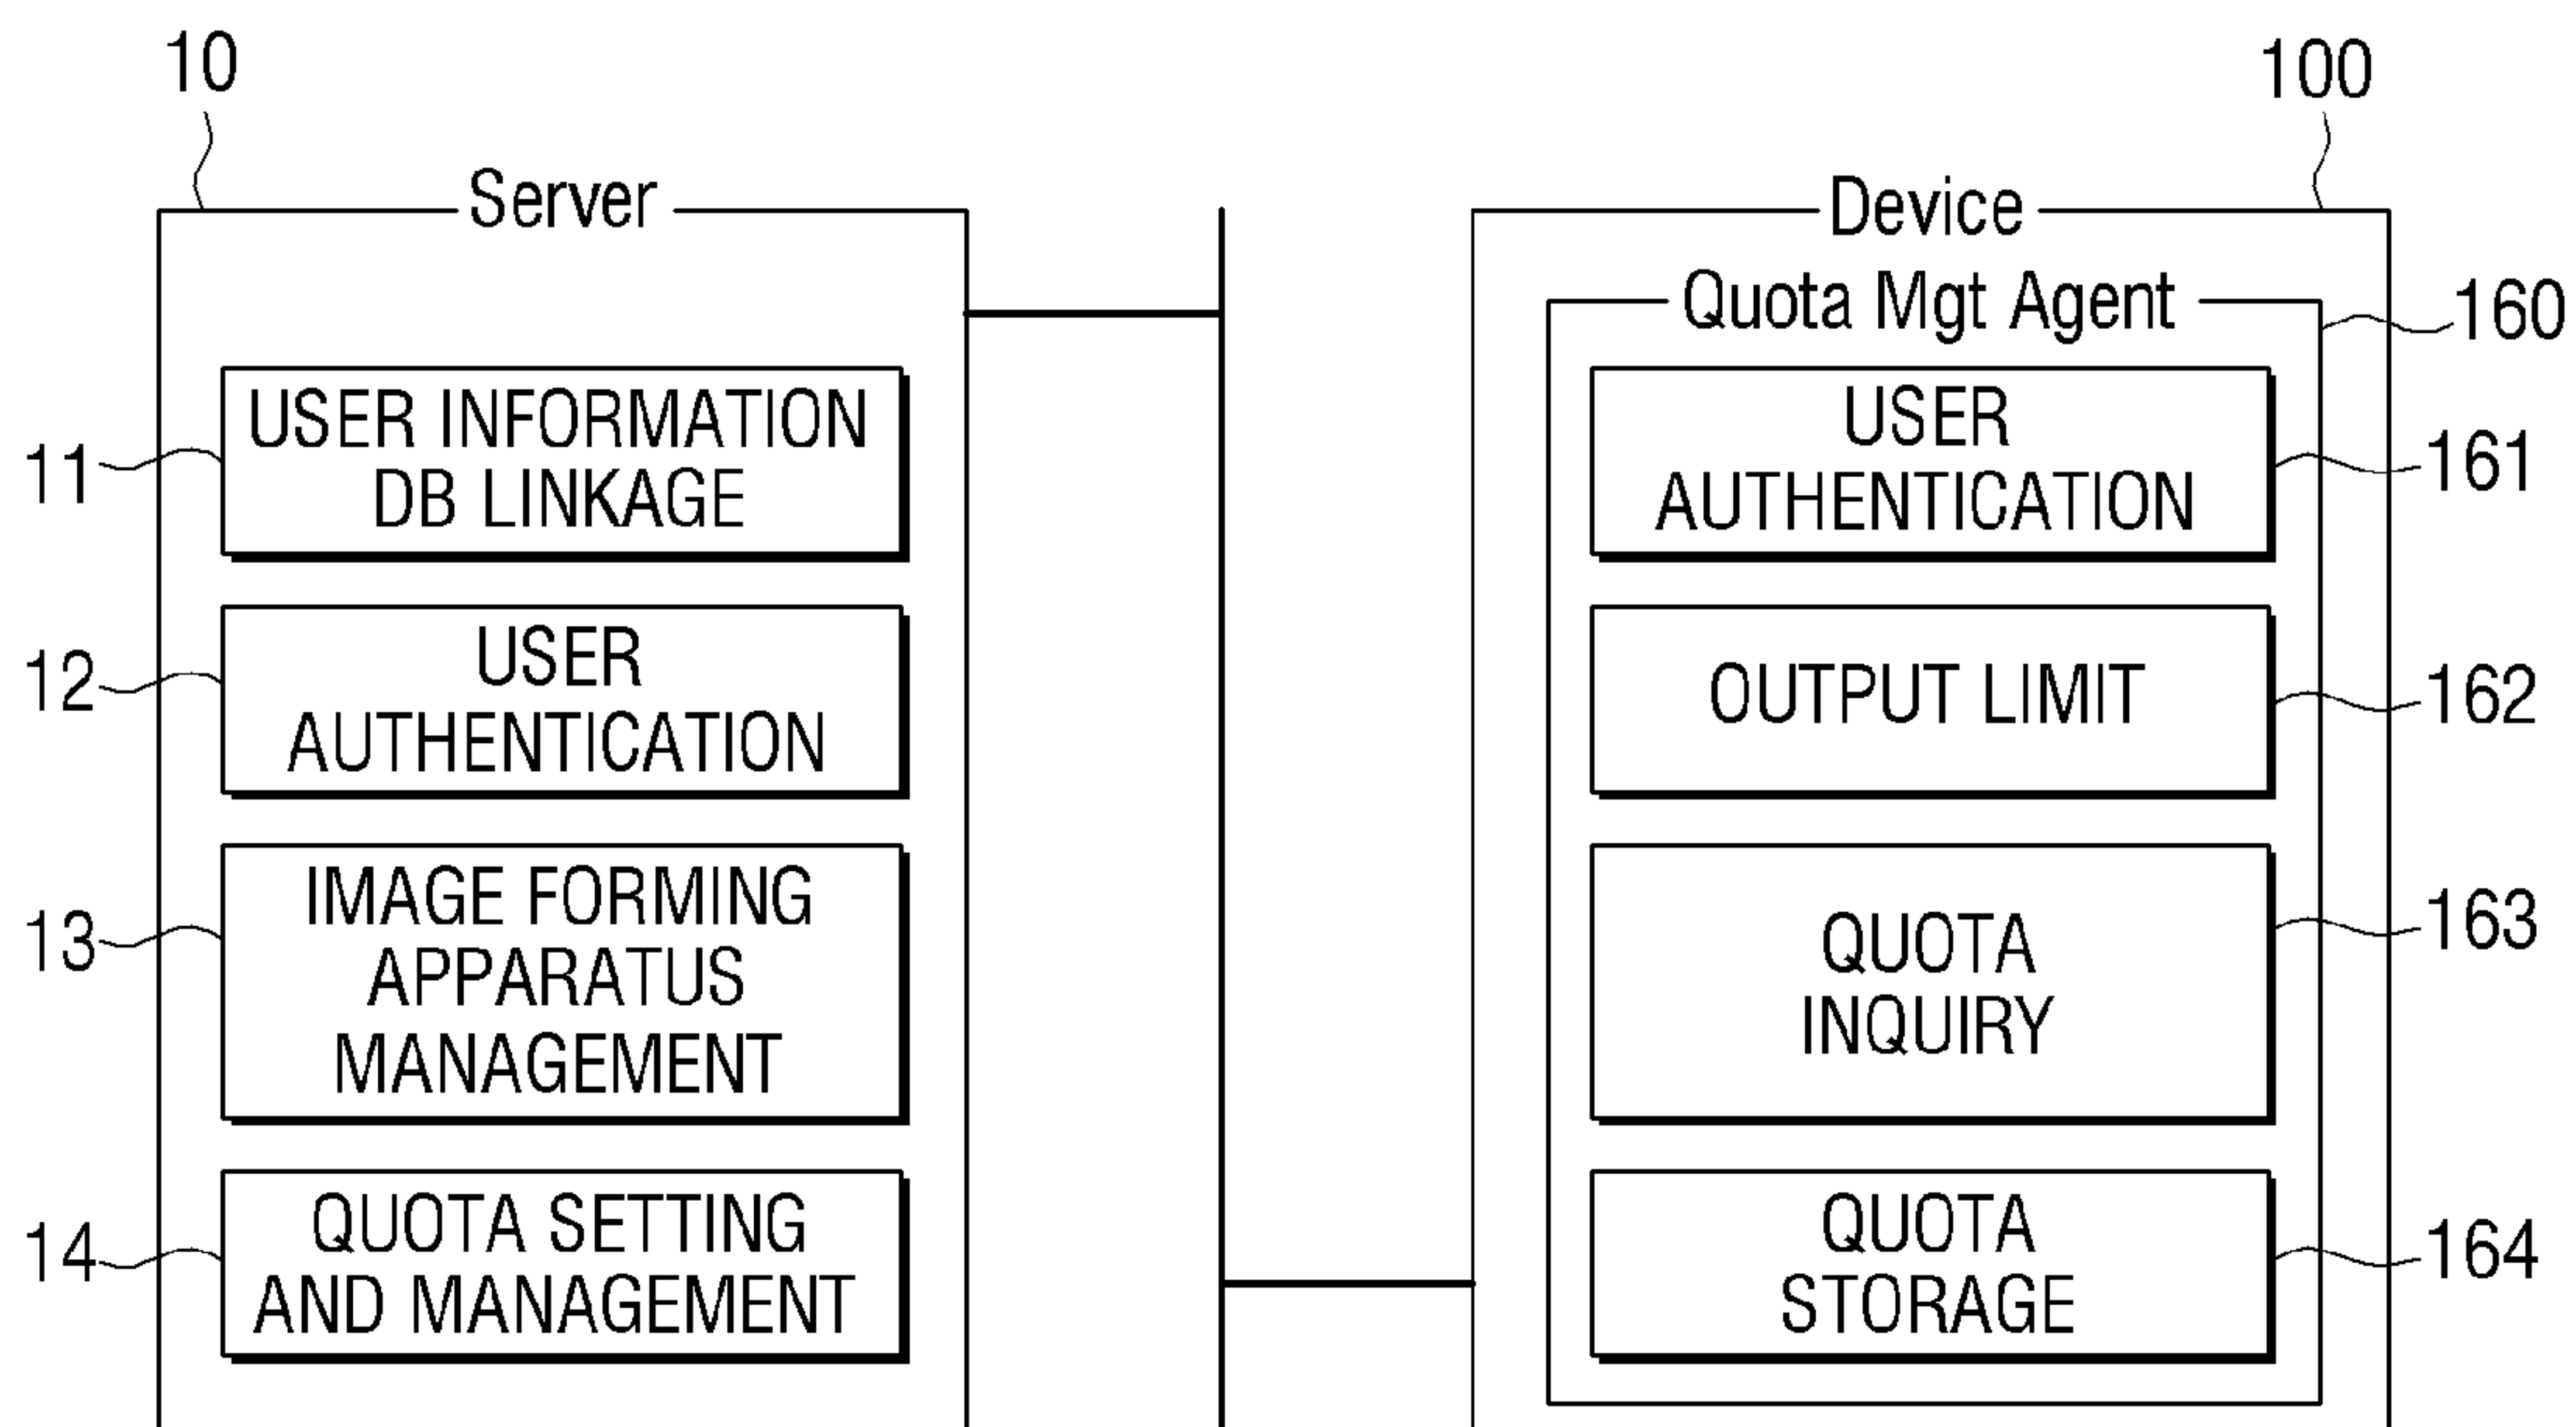 10
Server
11
USER INFORMATION
DB LINKAGE
12
USER
AUTHENTICATION
13
IMAGE FORMING
APPARATUS
MANAGEMENT
14
QUOTA SETTING
AND MANAGEMENT
100
Device
Quota Mgt Agent
160
USER
AUTHENTICATION
161
OUTPUT LIMIT
162
QUOTA
INQUIRY
163
QUOTA
STORAGE
164